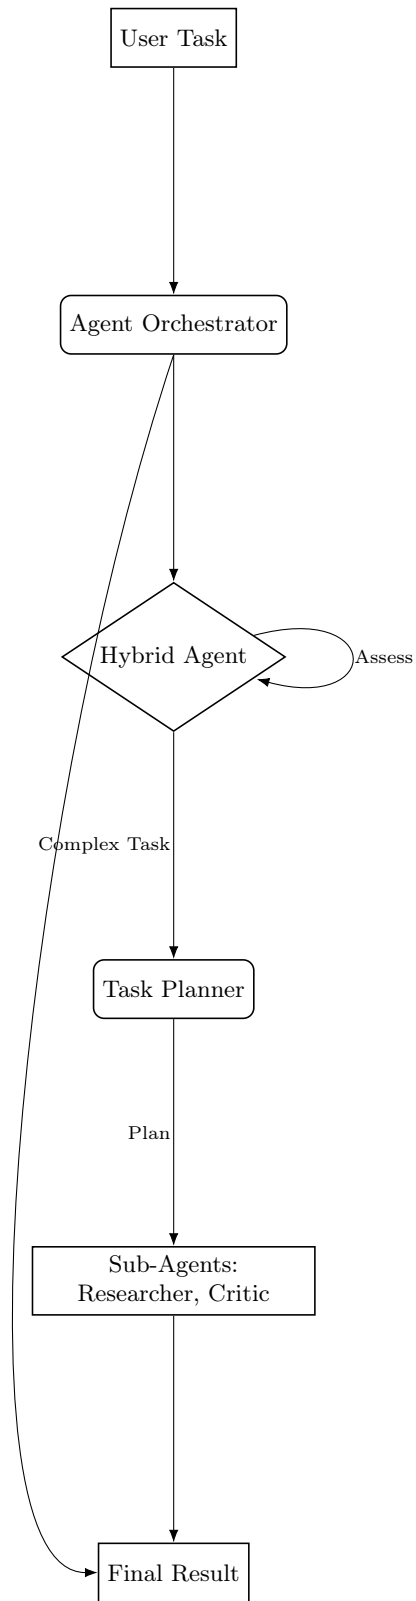 User Task
Agent Orchestrator
Hybrid Agent
Assess
Complex Task
Task Planner
Plan
Sub-Agents:
Researcher, Critic
Final Result